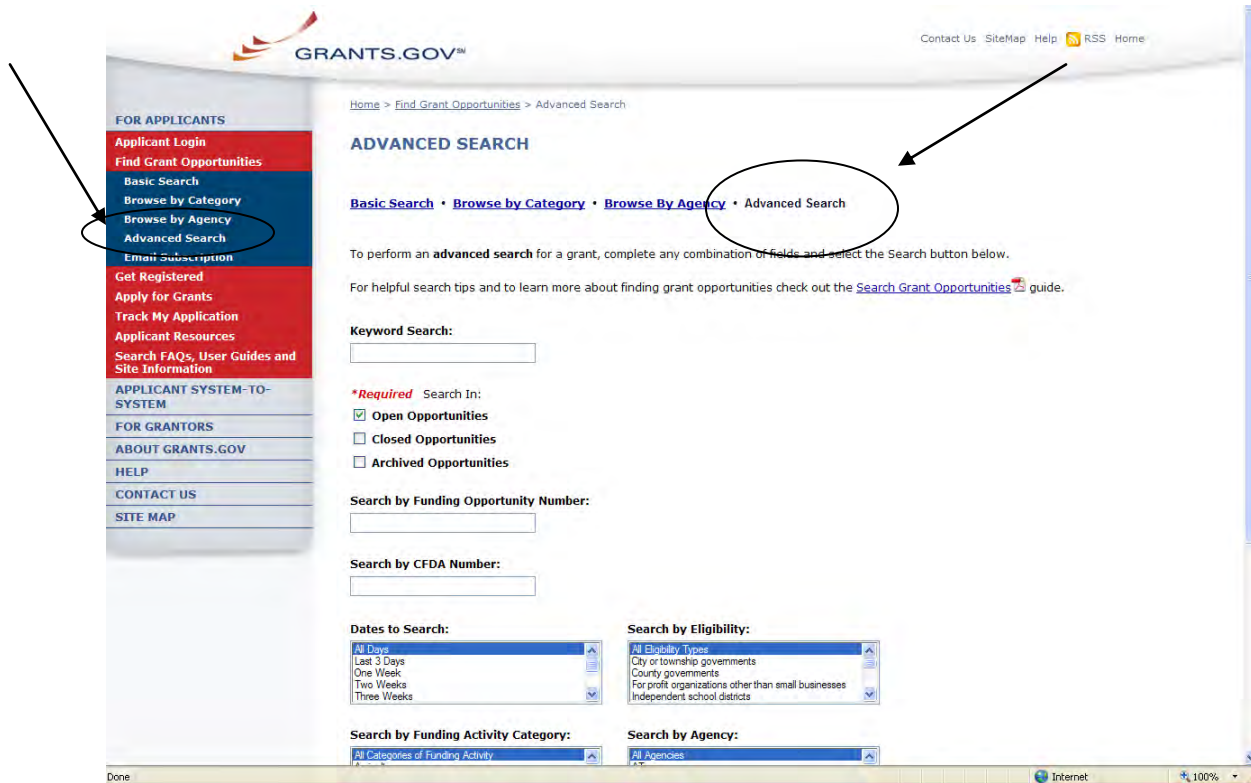 GRANTS.GOV℠
Contact Us SiteMap Help RSS Home
FOR APPLICANTS
Applicant Login
Find Grant Opportunities
Basic Search
Browse by Category
Browse by Agency
Advanced Search
Email Subscription
Get Registered
Apply for Grants
Track My Application
Applicant Resources
Search FAQs, User Guides and
Site Information
APPLICANT SYSTEM-TO-
SYSTEM
FOR GRANTORS
ABOUT GRANTS.GOV
HELP
CONTACT US
SITE MAP
Home > Find Grant Opportunities > Advanced Search
ADVANCED SEARCH
Basic Search • Browse by Category • Browse By Agency • Advanced Search
To perform an advanced search for a grant, complete any combination of fields and select the Search button below.
For helpful search tips and to learn more about finding grant opportunities check out the Search Grant Opportunities guide.
Keyword Search:
*Required Search In:
Open Opportunities
Closed Opportunities
Archived Opportunities
Search by Funding Opportunity Number:
Search by CFDA Number:
Dates to Search:
All Days
Last 3 Days
One Week
Two Weeks
Three Weeks
Search by Eligibility:
All Eligibility Types
City or township governments
County governments
For profit organizations other than small businesses
Independent school districts
Search by Funding Activity Category:
All Categories of Funding Activity
Search by Agency:
All Agencies
Done
Internet
100%